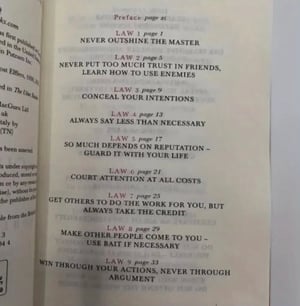 ks.com
Preface page xi
LAW 1 page 1
NEVER OUTSHINE THE MASTER
LAW 2 page 5
NEVER PUT TOO MUCH TRUST IN FRIENDS,
LEARN HOW TO USE ENEMIES
LAW 3 page 9
CONCEAL YOUR INTENTIONS
LAW 4 page 13
ALWAYS SAY LESS THAN NECESSARY
LAW 5 page 17
SO MUCH DEPENDS ON REPUTATION –
GUARD IT WITH YOUR LIFE
LAW 6 page 21
COURT ATTENTION AT ALL COSTS
LAW 7 page 25
GET OTHERS TO DO THE WORK FOR YOU, BUT
ALWAYS TAKE THE CREDIT
LAW 8 page 29
MAKE OTHER PEOPLE COME TO YOU –
USE BAIT IF NECESSARY
LAW 9 page 33
WIN THROUGH YOUR ACTIONS, NEVER THROUGH
ARGUMENT